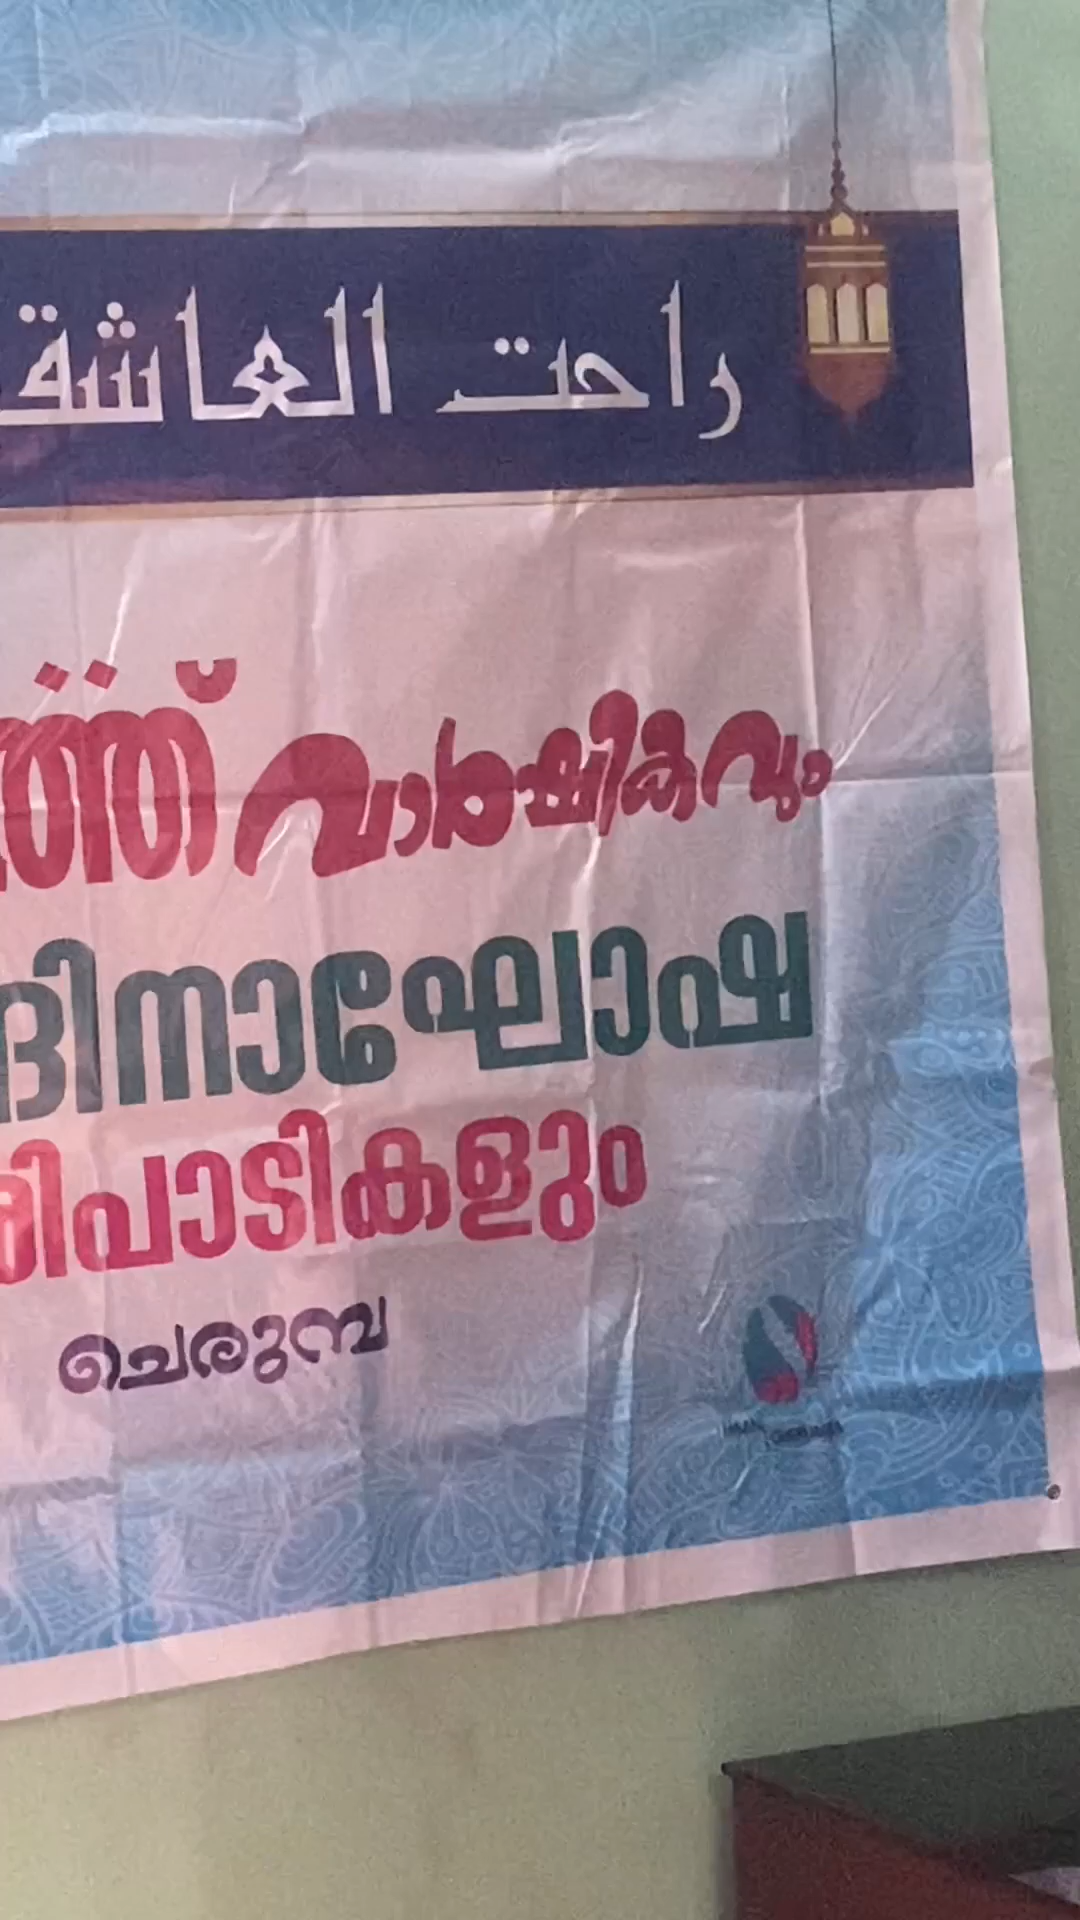 راحت العاشق
വാർഷികവും
ദിനാഘോഷ
രിപാടികളും
ചെരുമ്പ